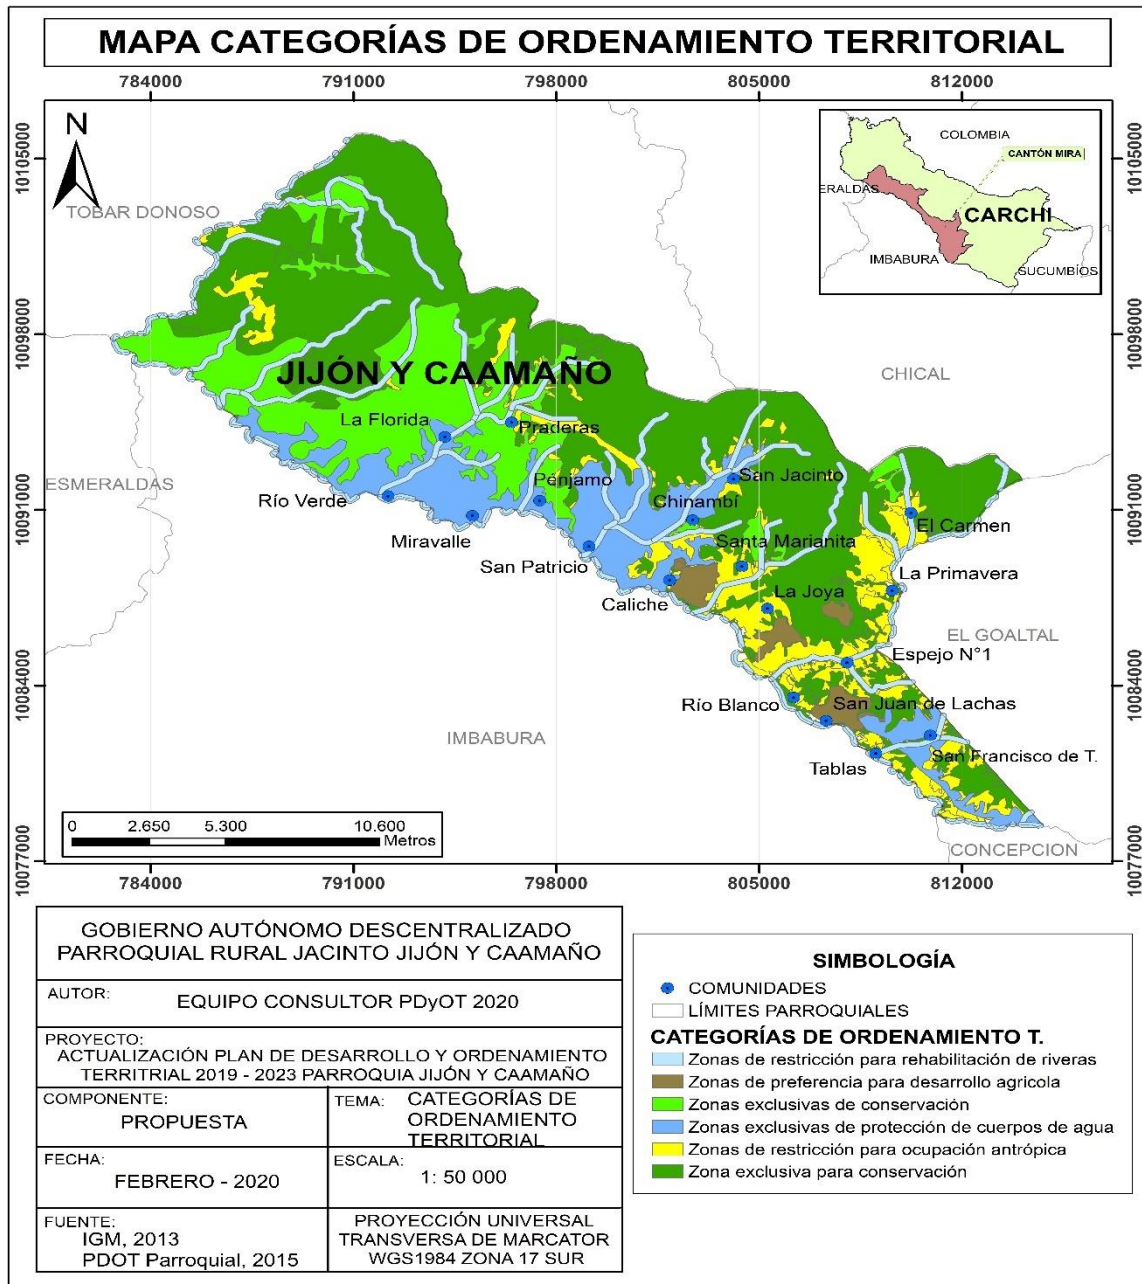 MAPA CATEGORÍAS DE ORDENAMIENTO TERRITORIAL
784000 791000 798000 805000 812000
10105000
10098000
10091000
10084000
10077000
N
COLOMBIA
CANTÓN MIRA
ERALDAS
CARCHI
IMBABURA
SUCUMBÍOS
TOBAR DONOSO
CHICAL
JIJÓN Y CAAMAÑO
La Florida
Praderas
ESMERALDAS
Río Verde
Pénjamo
San Jacinto
Chinambí
El Carmen
Miravalle
Santa Marianita
San Patricio
La Primavera
Caliche
La Joya
EL GOALTAL
Espejo N°1
Río Blanco
San Juan de Lachas
IMBABURA
San Francisco de T.
Tablas
CONCEPCION
0 2.650 5.300 10.600
Metros
10105000
10098000
10091000
10084000
10077000
784000 791000 798000 805000 812000
GOBIERNO AUTÓNOMO DESCENTRALIZADO
PARROQUIAL RURAL JACINTO JIJÓN Y CAAMAÑO
AUTOR: EQUIPO CONSULTOR PDyOT 2020
PROYECTO:
ACTUALIZACIÓN PLAN DE DESARROLLO Y ORDENAMIENTO
TERRITRIAL 2019 - 2023 PARROQUIA JIJÓN Y CAAMAÑO
COMPONENTE:
PROPUESTA
TEMA: CATEGORÍAS DE
ORDENAMIENTO
TERRITORIAL
FECHA:
FEBRERO - 2020
ESCALA:
1: 50 000
FUENTE:
IGM, 2013
PDOT Parroquial, 2015
PROYECCIÓN UNIVERSAL
TRANSVERSA DE MARCATOR
WGS1984 ZONA 17 SUR
SIMBOLOGÍA
COMUNIDADES
LÍMITES PARROQUIALES
CATEGORÍAS DE ORDENAMIENTO T.
Zonas de restricción para rehabilitación de riveras
Zonas de preferencia para desarrollo agricola
Zonas exclusivas de conservación
Zonas exclusivas de protección de cuerpos de agua
Zonas de restricción para ocupación antrópica
Zona exclusiva para conservación